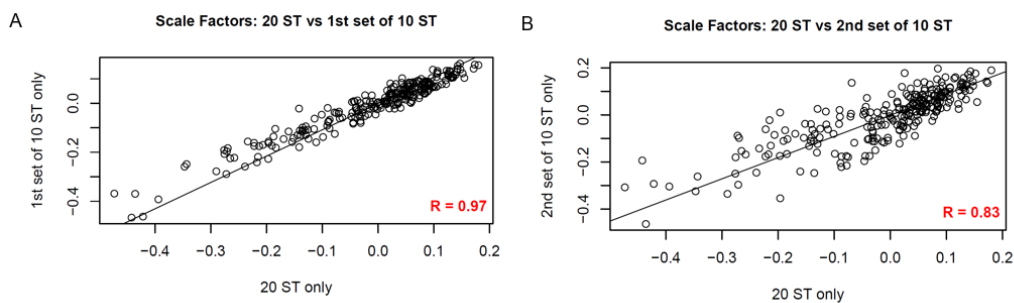 A
Scale Factors: 20 ST vs 1st set of 10 ST
1st set of 10 ST only
0.0
−0.2
−0.4
R = 0.97
−0.4 −0.3 −0.2 −0.1 0.0 0.1 0.2
20 ST only
B
Scale Factors: 20 ST vs 2nd set of 10 ST
2nd set of 10 ST only
0.2
0.0
−0.2
−0.4
R = 0.83
−0.4 −0.3 −0.2 −0.1 0.0 0.1 0.2
20 ST only